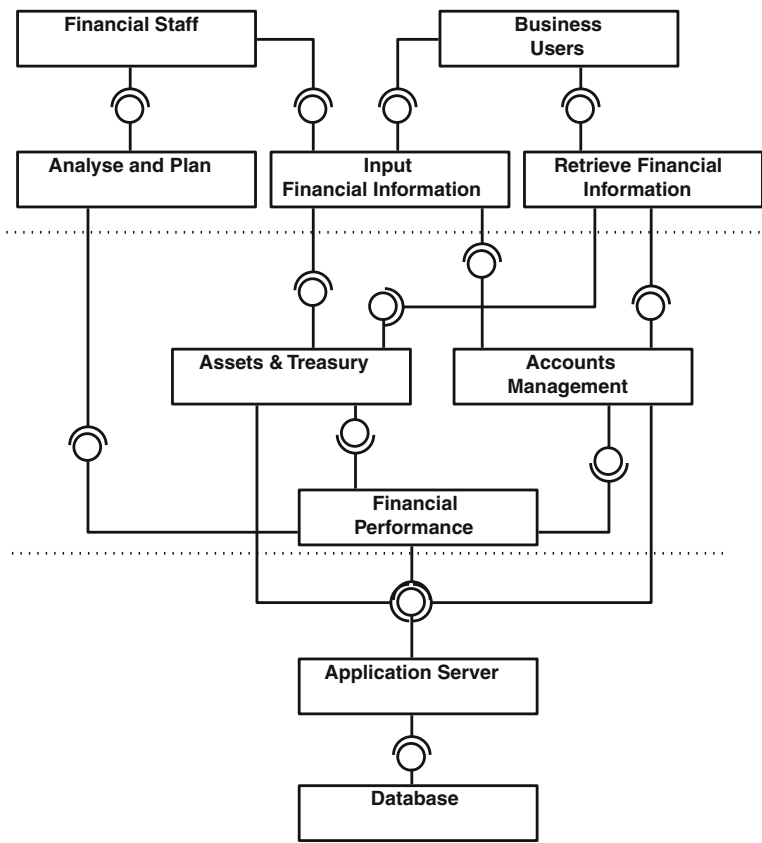 Financial Staff
Business
Users
Analyse and Plan
Input
Financial Information
Retrieve Financial
Information
Assets & Treasury
Accounts
Management
Financial
Performance
Application Server
Database